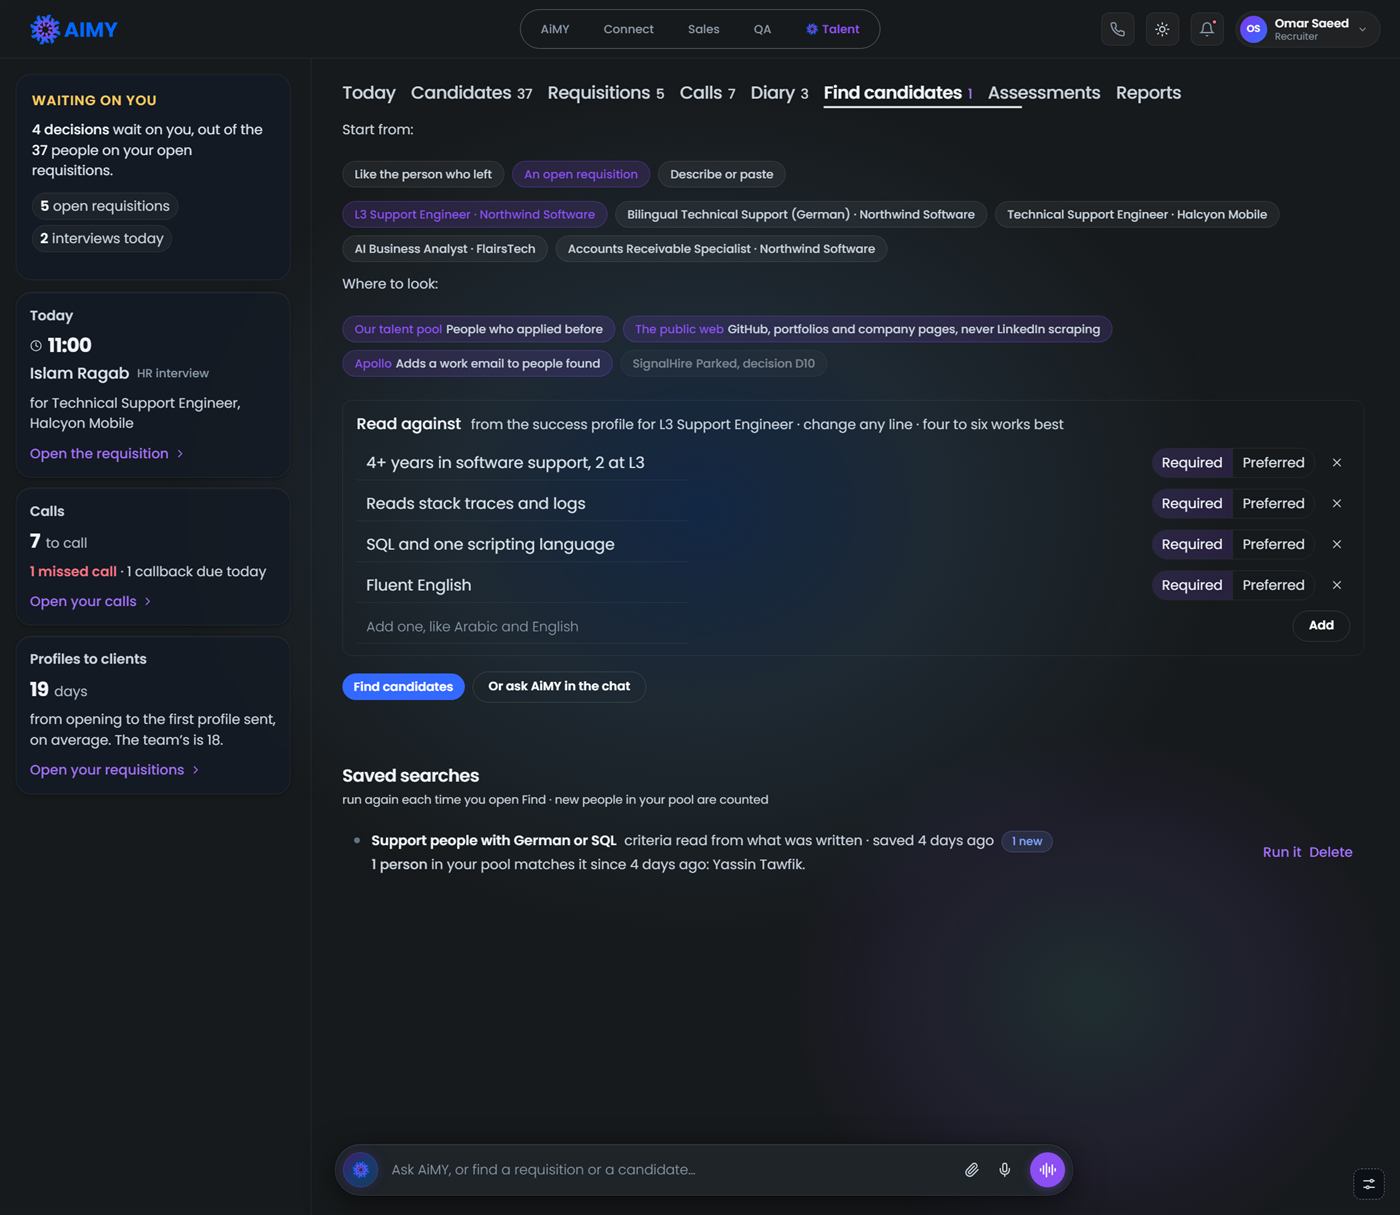 AIMY
AiMY Connect Sales QA Talent
OS Omar Saeed
Recruiter
WAITING ON YOU
4 decisions wait on you, out of the
37 people on your open
requisitions.
5 open requisitions
2 interviews today
Today
11:00
Islam Ragab HR interview
for Technical Support Engineer,
Halcyon Mobile
Open the requisition
Calls
7 to call
1 missed call · 1 callback due today
Open your calls
Profiles to clients
19 days
from opening to the first profile sent,
on average. The team's is 18.
Open your requisitions
Today Candidates 37 Requisitions 5 Calls 7 Diary 3 Find candidates 1 Assessments Reports
Start from:
Like the person who left An open requisition Describe or paste
L3 Support Engineer · Northwind Software Bilingual Technical Support (German) · Northwind Software Technical Support Engineer · Halcyon Mobile
AI Business Analyst · FlairsTech Accounts Receivable Specialist · Northwind Software
Where to look:
Our talent pool People who applied before The public web GitHub, portfolios and company pages, never LinkedIn scraping
Apollo Adds a work email to people found SignalHire Parked, decision D10
Read against from the success profile for L3 Support Engineer · change any line · four to six works best
4+ years in software support, 2 at L3 Required Preferred
Reads stack traces and logs Required Preferred
SQL and one scripting language Required Preferred
Fluent English Required Preferred
Add one, like Arabic and English Add
Find candidates Or ask AiMY in the chat
Saved searches
run again each time you open Find · new people in your pool are counted
Support people with German or SQL criteria read from what was written · saved 4 days ago 1 new
1 person in your pool matches it since 4 days ago: Yassin Tawfik.
Run it Delete
Ask AiMY, or find a requisition or a candidate...